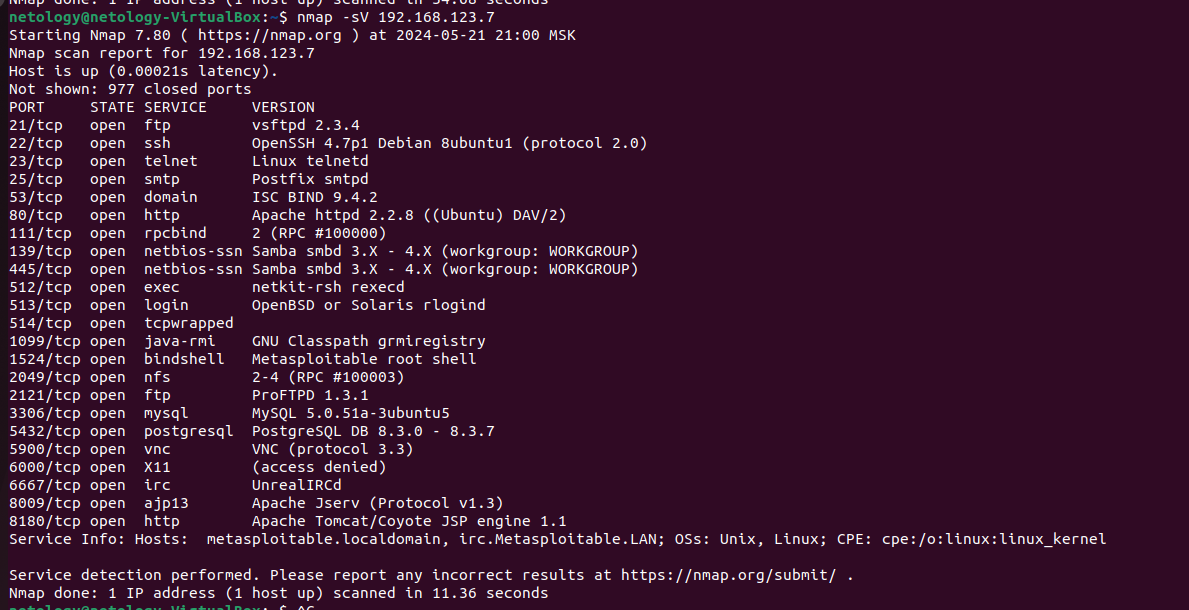 Nmap done: 1 IP address (1 host up) scanned in 54.08 seconds
netology@netology-VirtualBox:~$ nmap -sV 192.168.123.7
Starting Nmap 7.80 ( https://nmap.org ) at 2024-05-21 21:00 MSK
Nmap scan report for 192.168.123.7
Host is up (0.00021s latency).
Not shown: 977 closed ports
PORT     STATE SERVICE     VERSION
21/tcp   open  ftp         vsftpd 2.3.4
22/tcp   open  ssh         OpenSSH 4.7p1 Debian 8ubuntu1 (protocol 2.0)
23/tcp   open  telnet      Linux telnetd
25/tcp   open  smtp        Postfix smtpd
53/tcp   open  domain      ISC BIND 9.4.2
80/tcp   open  http        Apache httpd 2.2.8 ((Ubuntu) DAV/2)
111/tcp  open  rpcbind     2 (RPC #100000)
139/tcp  open  netbios-ssn Samba smbd 3.X - 4.X (workgroup: WORKGROUP)
445/tcp  open  netbios-ssn Samba smbd 3.X - 4.X (workgroup: WORKGROUP)
512/tcp  open  exec        netkit-rsh rexecd
513/tcp  open  login       OpenBSD or Solaris rlogind
514/tcp  open  tcpwrapped
1099/tcp open  java-rmi    GNU Classpath grmiregistry
1524/tcp open  bindshell   Metasploitable root shell
2049/tcp open  nfs         2-4 (RPC #100003)
2121/tcp open  ftp         ProFTPD 1.3.1
3306/tcp open  mysql       MySQL 5.0.51a-3ubuntu5
5432/tcp open  postgresql  PostgreSQL DB 8.3.0 - 8.3.7
5900/tcp open  vnc         VNC (protocol 3.3)
6000/tcp open  X11         (access denied)
6667/tcp open  irc         UnrealIRCd
8009/tcp open  ajp13       Apache Jserv (Protocol v1.3)
8180/tcp open  http        Apache Tomcat/Coyote JSP engine 1.1
Service Info: Hosts:  metasploitable.localdomain, irc.Metasploitable.LAN; OSs: Unix, Linux; CPE: cpe:/o:linux:linux_kernel
Service detection performed. Please report any incorrect results at https://nmap.org/submit/ .
Nmap done: 1 IP address (1 host up) scanned in 11.36 seconds
netology@netology-VirtualBox:~$ ^C